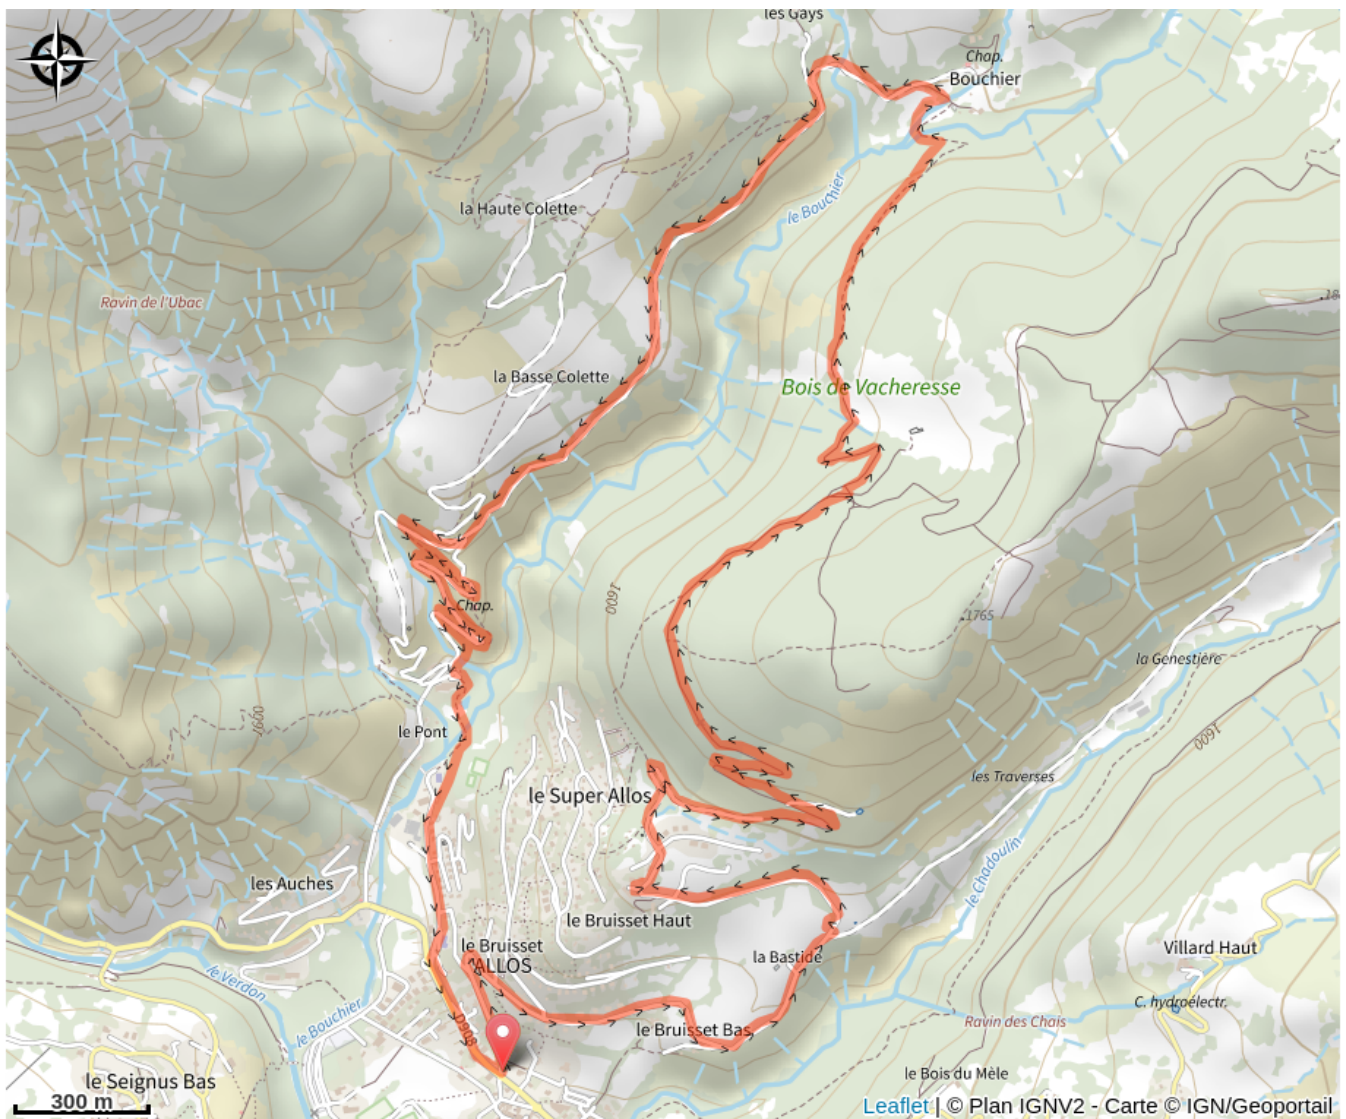 les Gays
Chap.
Bouchier
le Bouchier
la Haute Colette
Ravin de l'Ubac
.18
la Basse Colette
Bois de Vacheresse
1600
Chap.
.1765
la Genestière
1600
le Pont
les Traverses
le Super Allos
le Chadoulin
les Auches
le Bruisset Haut
le Bruisset
ALLOS
la Bastide
Villard Haut
le Verdon
C. hydroélectr.
le Bouchier
D908
le Bruisset Bas
Ravin des Chais
le Bois du Mèle
le Seignus Bas
300 m
Leaflet | © Plan IGNV2 - Carte © IGN/Geoportail